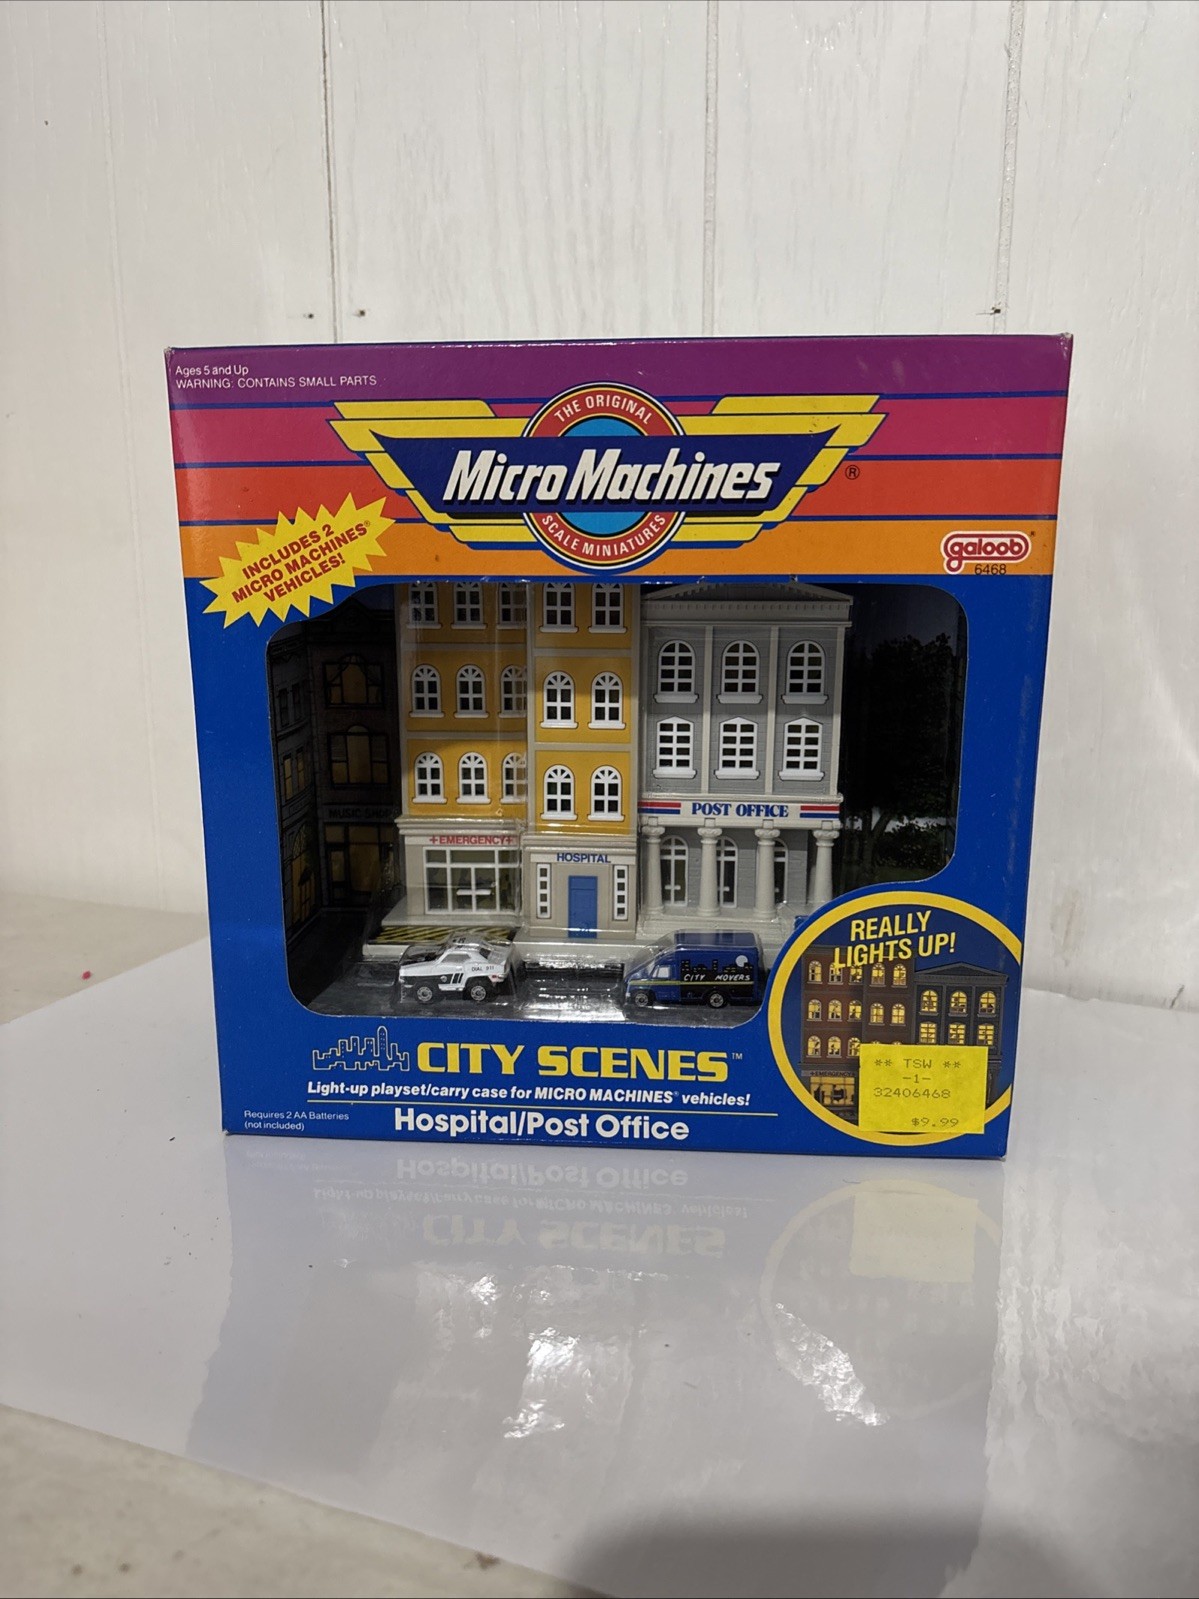 Ages 5 and Up
WARNING: CONTAINS SMALL PARTS
THE ORIGINAL
Micro Machines
®
SCALE MINIATURES
INCLUDES 2
MICRO MACHINES®
VEHICLES!
galoob®
6468
MUSIC SHOP
POST OFFICE
+EMERGENCY+
HOSPITAL
DIAL 911
CITY MOVERS
REALLY
LIGHTS UP!
+EMERGENCY
CITY SCENES™
Light-up playset/carry case for MICRO MACHINES® vehicles!
Requires 2 AA Batteries
(not included)
Hospital/Post Office
** TSW **
-1-
32406468
$9.99